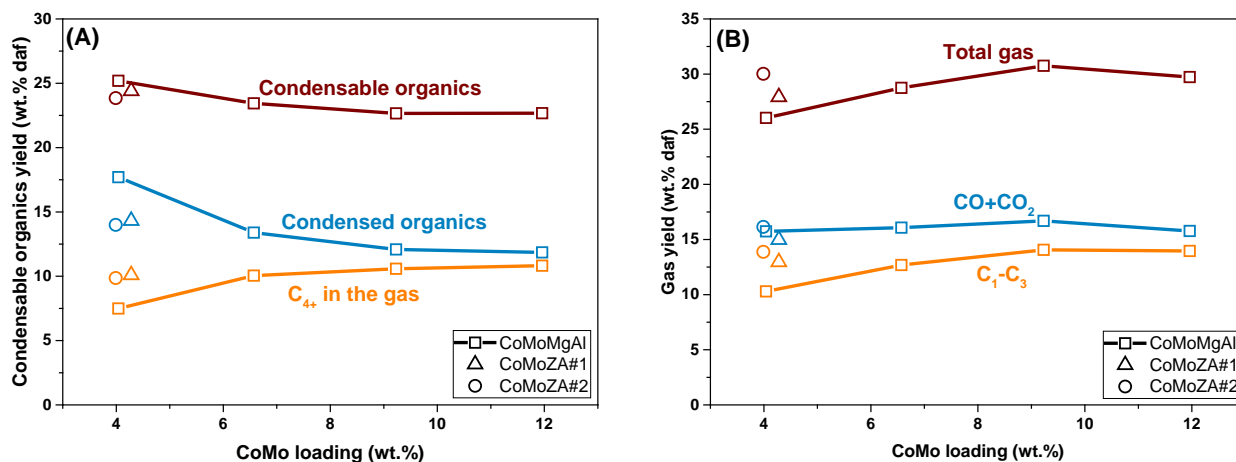 (A)
Condensable organics yield (wt.% daf)
30
25
20
15
10
5
0
Condensable organics
Condensed organics
C4+ in the gas
CoMoMgAl
CoMoZA#1
CoMoZA#2
4
6
8
10
12
CoMo loading (wt.%)
(B)
Gas yield (wt.% daf)
35
30
25
20
15
10
5
0
Total gas
CO+CO2
C1-C3
CoMoMgAl
CoMoZA#1
CoMoZA#2
4
6
8
10
12
CoMo loading (wt.%)